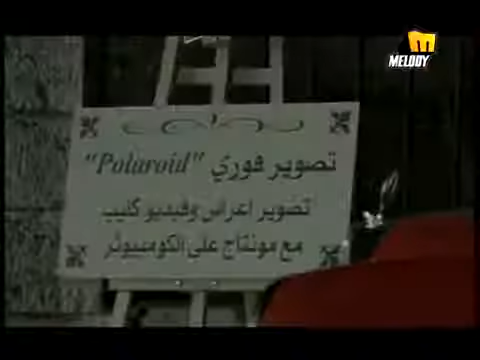 MELODY
تصوير فوري "Polaroid"
تصوير اعراس وفيديو كليب
مع مونتاج على الكومبيوتر